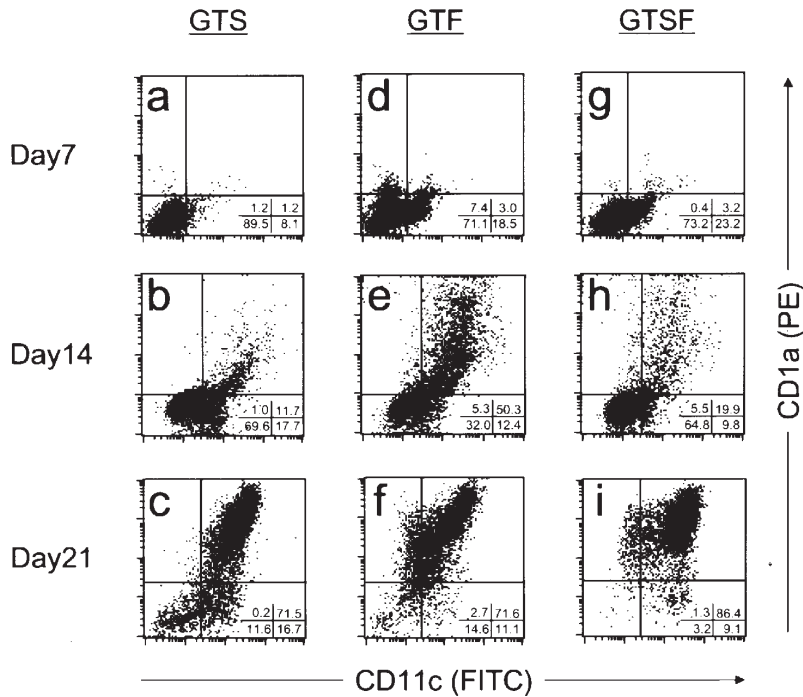 GTS GTF GTSF
Day7
a
1.2 1.2
89.5 8.1
d
7.4 3.0
71.1 18.5
g
0.4 3.2
73.2 23.2
Day14
b
1.0 11.7
69.6 17.7
e
5.3 50.3
32.0 12.4
h
5.5 19.9
64.8 9.8
Day21
c
0.2 71.5
11.6 16.7
f
2.7 71.6
14.6 11.1
i
1.3 86.4
3.2 9.1
CD1a (PE)
CD11c (FITC)